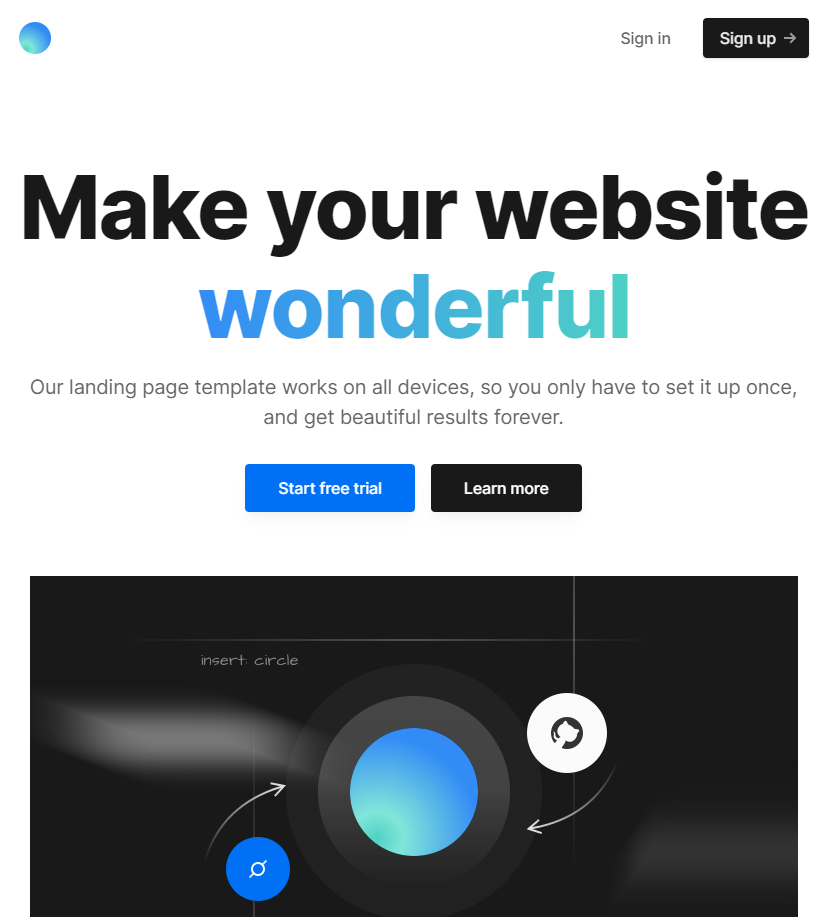 Sign in
Sign up
Make your website
wonderful
Our landing page template works on all devices, so you only have to set it up once,
and get beautiful results forever.
Start free trial
Learn more
insert: circle